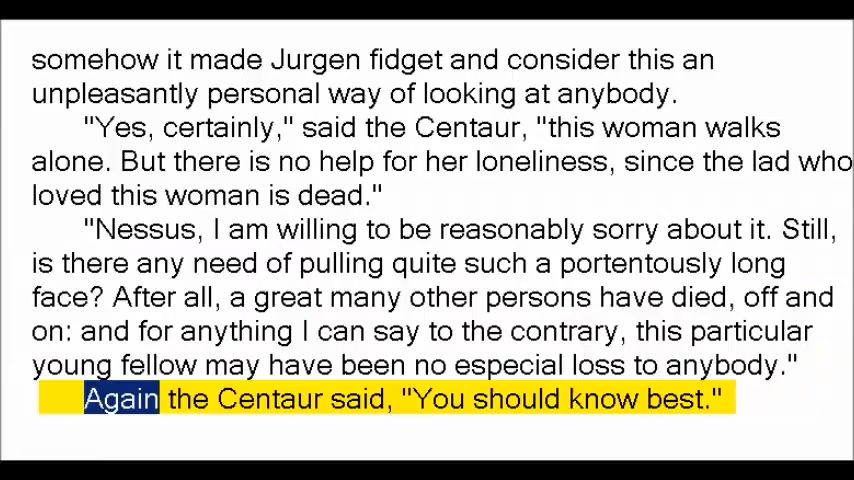 somehow it made Jurgen fidget and consider this an
unpleasantly personal way of looking at anybody.
"Yes, certainly," said the Centaur, "this woman walks
alone. But there is no help for her loneliness, since the lad who
loved this woman is dead."
"Nessus, I am willing to be reasonably sorry about it. Still,
is there any need of pulling quite such a portentously long
face? After all, a great many other persons have died, off and
on: and for anything I can say to the contrary, this particular
young fellow may have been no especial loss to anybody."
Again the Centaur said, "You should know best."